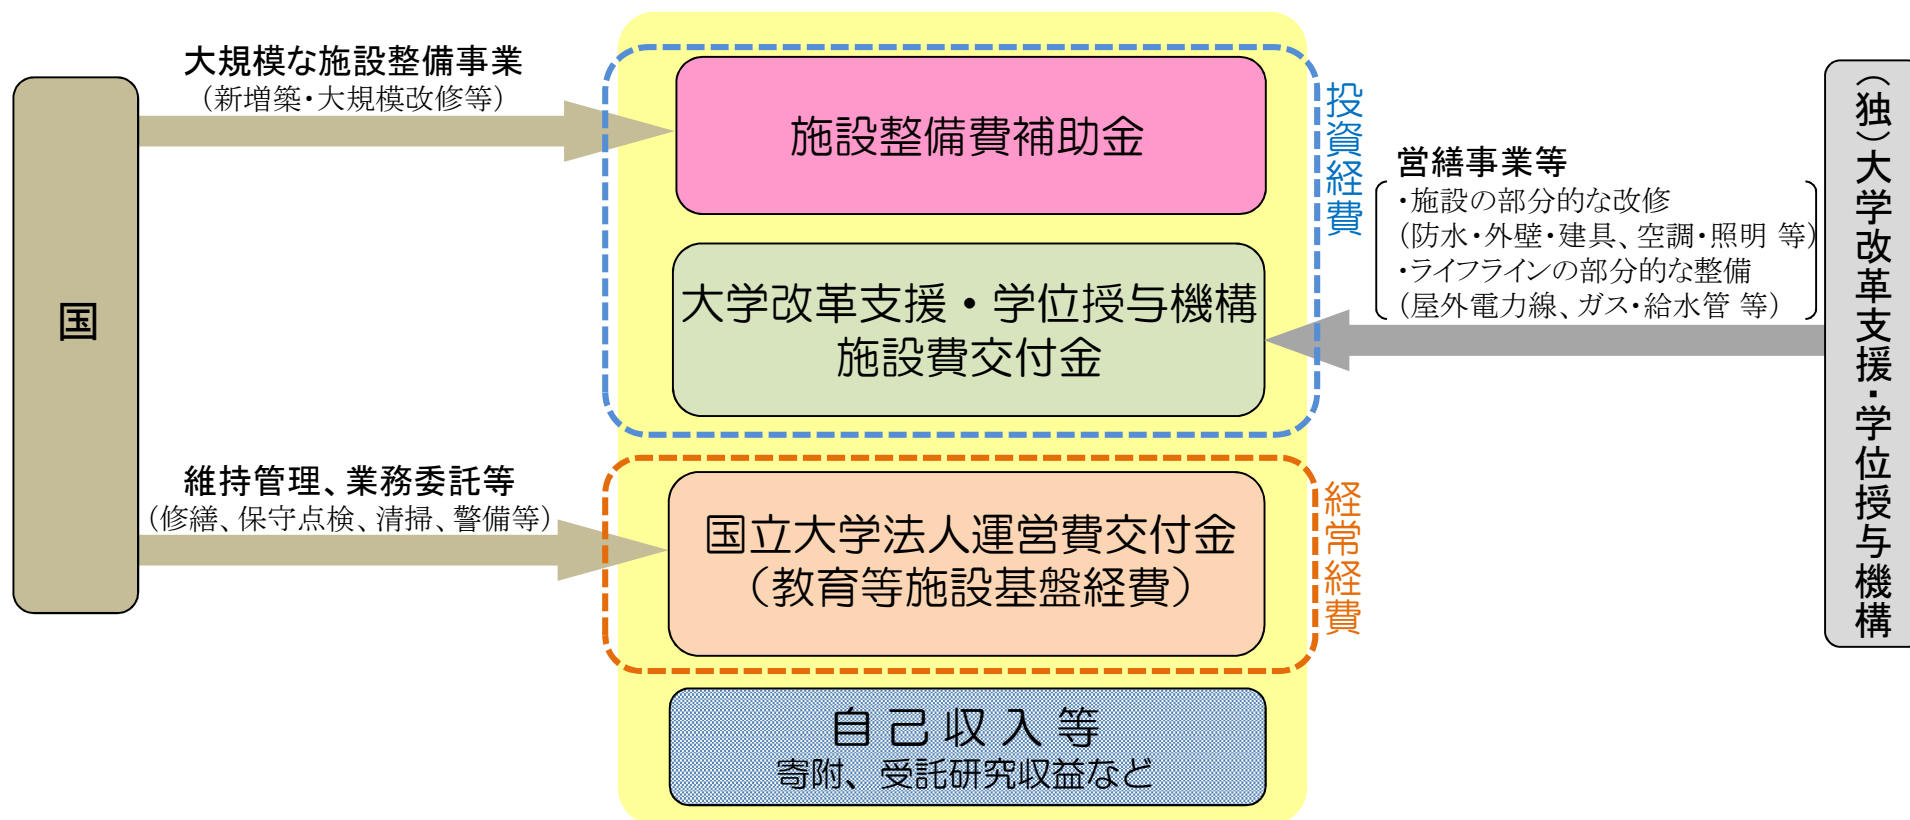 国
大規模な施設整備事業
（新増築・大規模改修等）
維持管理、業務委託等
（修繕、保守点検、清掃、警備等）
施設整備費補助金
大学改革支援・学位授与機構
施設費交付金
投資経費
国立大学法人運営費交付金
（教育等施設基盤経費）
経常経費
自己収入等
寄附、受託研究収益など
営繕事業等
・施設の部分的な改修
（防水・外壁・建具、空調・照明 等）
・ライフラインの部分的な整備
（屋外電力線、ガス・給水管 等）
（独）大学改革支援・学位授与機構